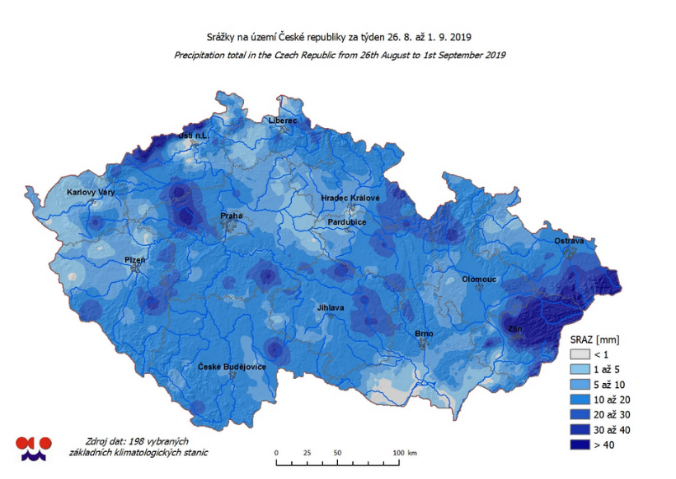 Srážky na území České republiky za týden 26. 8. až 1. 9. 2019
Precipitation total in the Czech Republic from 26th August to 1st September 2019
Liberec
Ústí n.L.
Karlovy Vary
Hradec Králové
Praha
Pardubice
Ostrava
Plzeň
Olomouc
Jihlava
Zlín
Brno
České Budějovice
SRAZ [mm]
< 1
1 až 5
5 až 10
10 až 20
20 až 30
30 až 40
> 40
Zdroj dat: 198 vybraných
základních klimatologických stanic
0 25 50 100 km